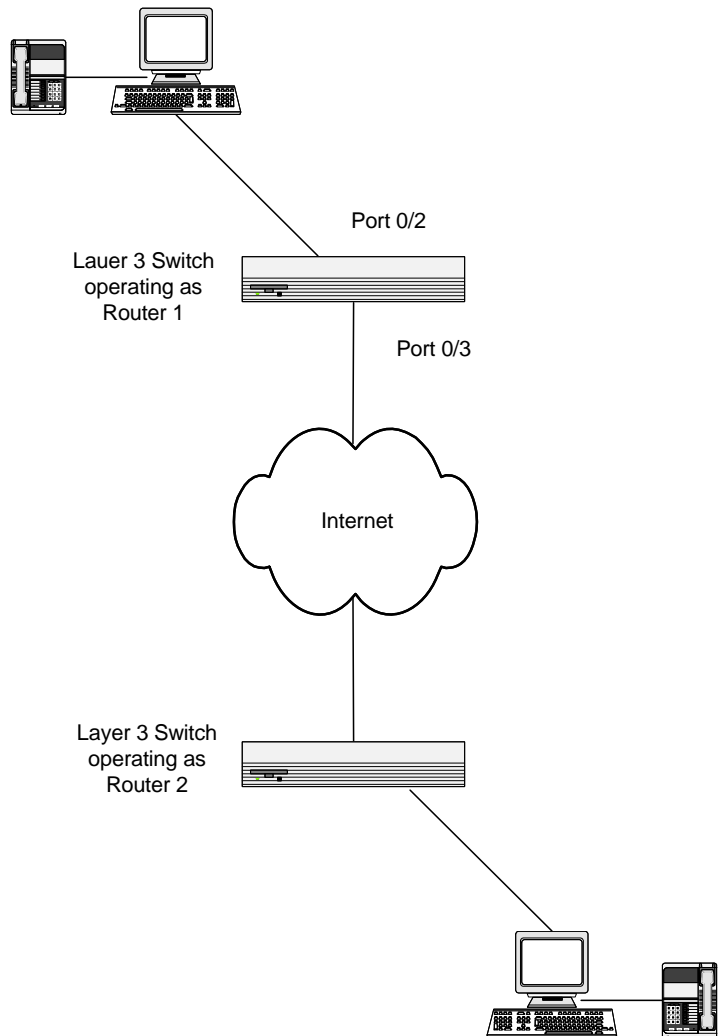 Port 0/2
Lauer 3 Switch
operating as
Router 1
Port 0/3
Internet
Layer 3 Switch
operating as
Router 2